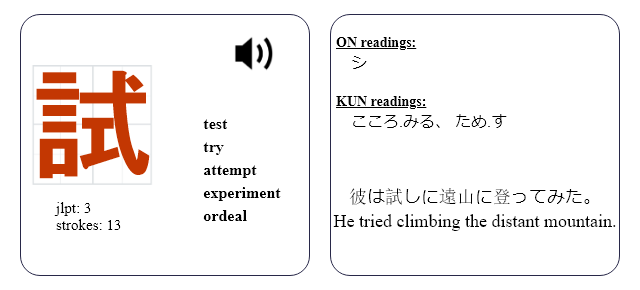 試
jlpt: 3
strokes: 13
test
try
attempt
experiment
ordeal
ON readings:
シ
KUN readings:
こころ.みる、 ため.す
彼は試しに遠山に登ってみた。
He tried climbing the distant mountain.